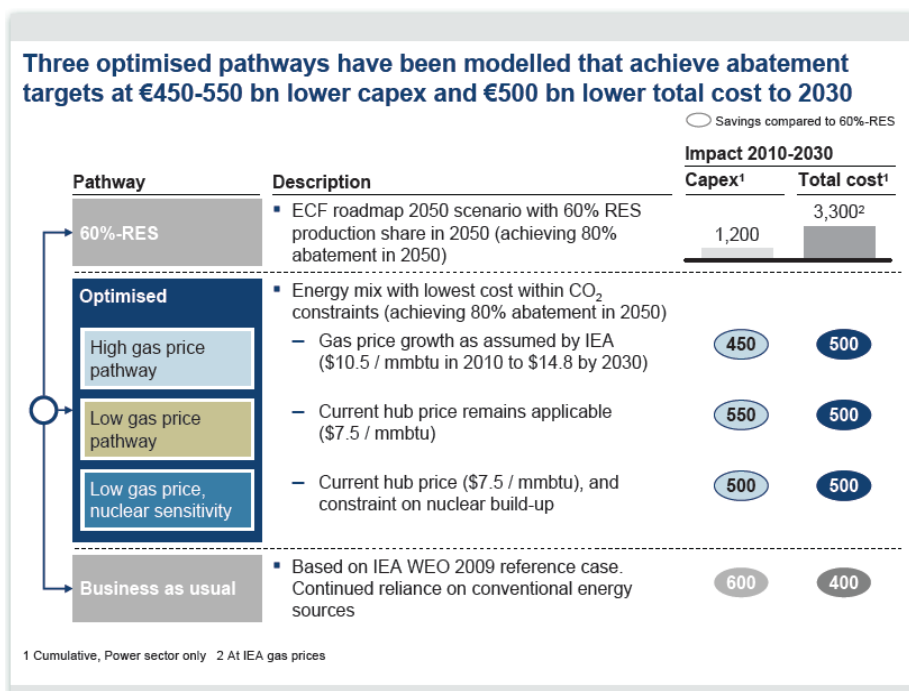 Three optimised pathways have been modelled that achieve abatement
targets at €450-550 bn lower capex and €500 bn lower total cost to 2030
Savings compared to 60%-RES
Impact 2010-2030
Pathway
Description
Capex¹
Total cost¹
60%-RES
▪ ECF roadmap 2050 scenario with 60% RES
production share in 2050 (achieving 80%
abatement in 2050)
1,200
3,300²
Optimised
▪ Energy mix with lowest cost within CO₂
constraints (achieving 80% abatement in 2050)
High gas price
pathway
– Gas price growth as assumed by IEA
($10.5 / mmbtu in 2010 to $14.8 by 2030)
450
500
Low gas price
pathway
– Current hub price remains applicable
($7.5 / mmbtu)
550
500
Low gas price,
nuclear sensitivity
– Current hub price ($7.5 / mmbtu), and
constraint on nuclear build-up
500
500
Business as usual
▪ Based on IEA WEO 2009 reference case.
Continued reliance on conventional energy
sources
600
400
1 Cumulative, Power sector only 2 At IEA gas prices